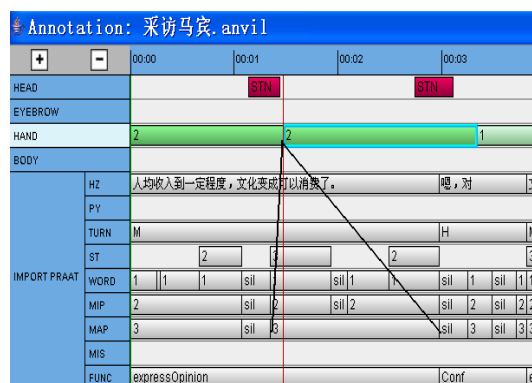 Annotation: 采访马宾.anvil
+ - 00:00 00:01 00:02 00:03
HEAD STN STN
EYEBROW
HAND 2 2 1
BODY
IMPORT PRAAT
HZ 人均收入到一定程度，文化变成可以消费了。 嗯，对
PY
TURN M H
ST 2 3 2
WORD 1 1 1 sil sil 1 1 sil 1 sil 1 1
MIP 2 sil 2 sil 2 sil 2 sil 2 2
MAP 3 sil 3 sil 3 sil 3 3
MIS
FUNC expressOpinion Conf